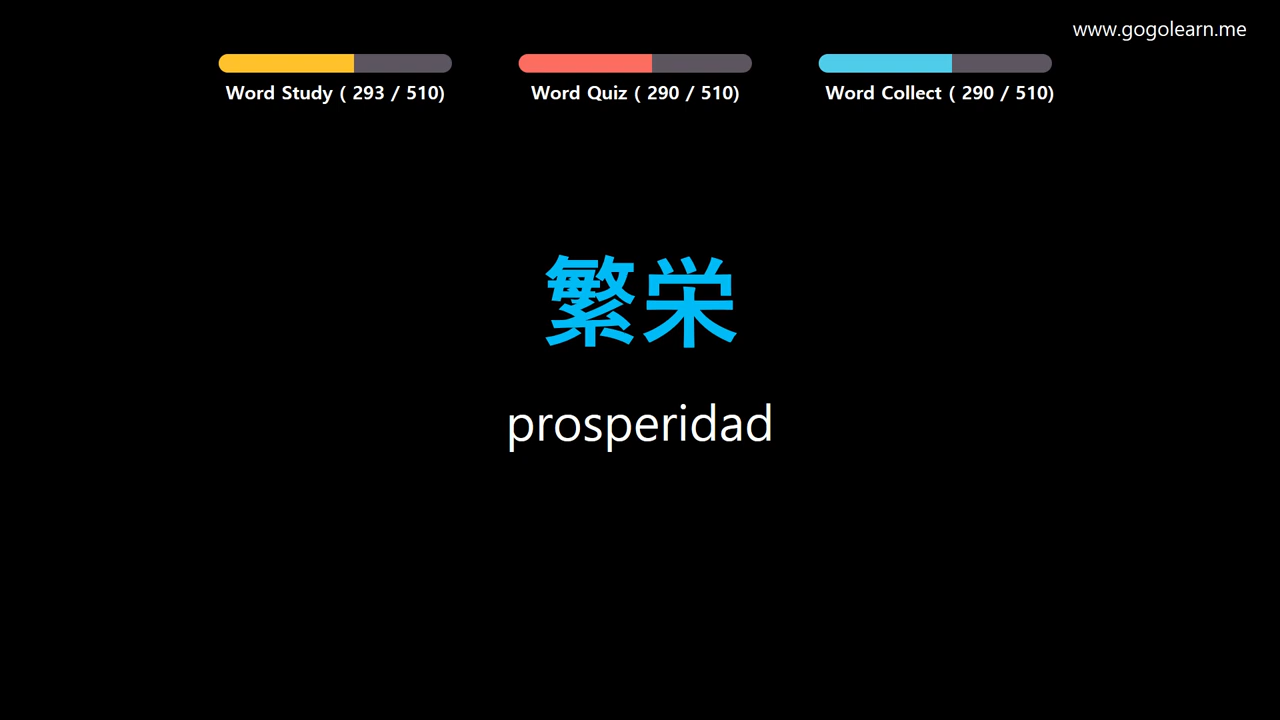 www.gogolearn.me
Word Study ( 293 / 510)
Word Quiz ( 290 / 510)
Word Collect ( 290 / 510)
繁栄
prosperidad